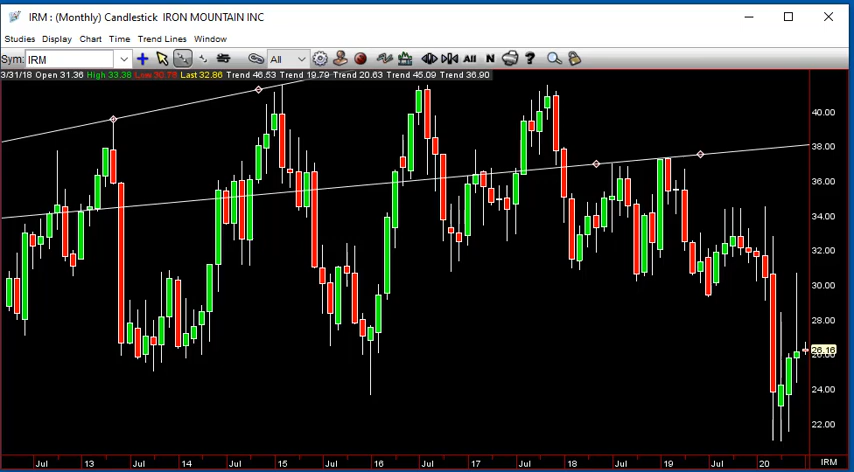 IRM : (Monthly) Candlestick IRON MOUNTAIN INC
Studies Display Chart Time Trend Lines Window
Sym: IRM All All N ?
3/31/18 Open 31.36 High 33.38 Low 30.76 Last 32.86 Trend 46.53 Trend 19.79 Trend 20.63 Trend 45.09 Trend 36.90
40.00
38.00
36.00
34.00
32.00
30.00
28.00
26.16
26.00
24.00
22.00
Jul 13 Jul 14 Jul 15 Jul 16 Jul 17 Jul 18 Jul 19 Jul 20 IRM